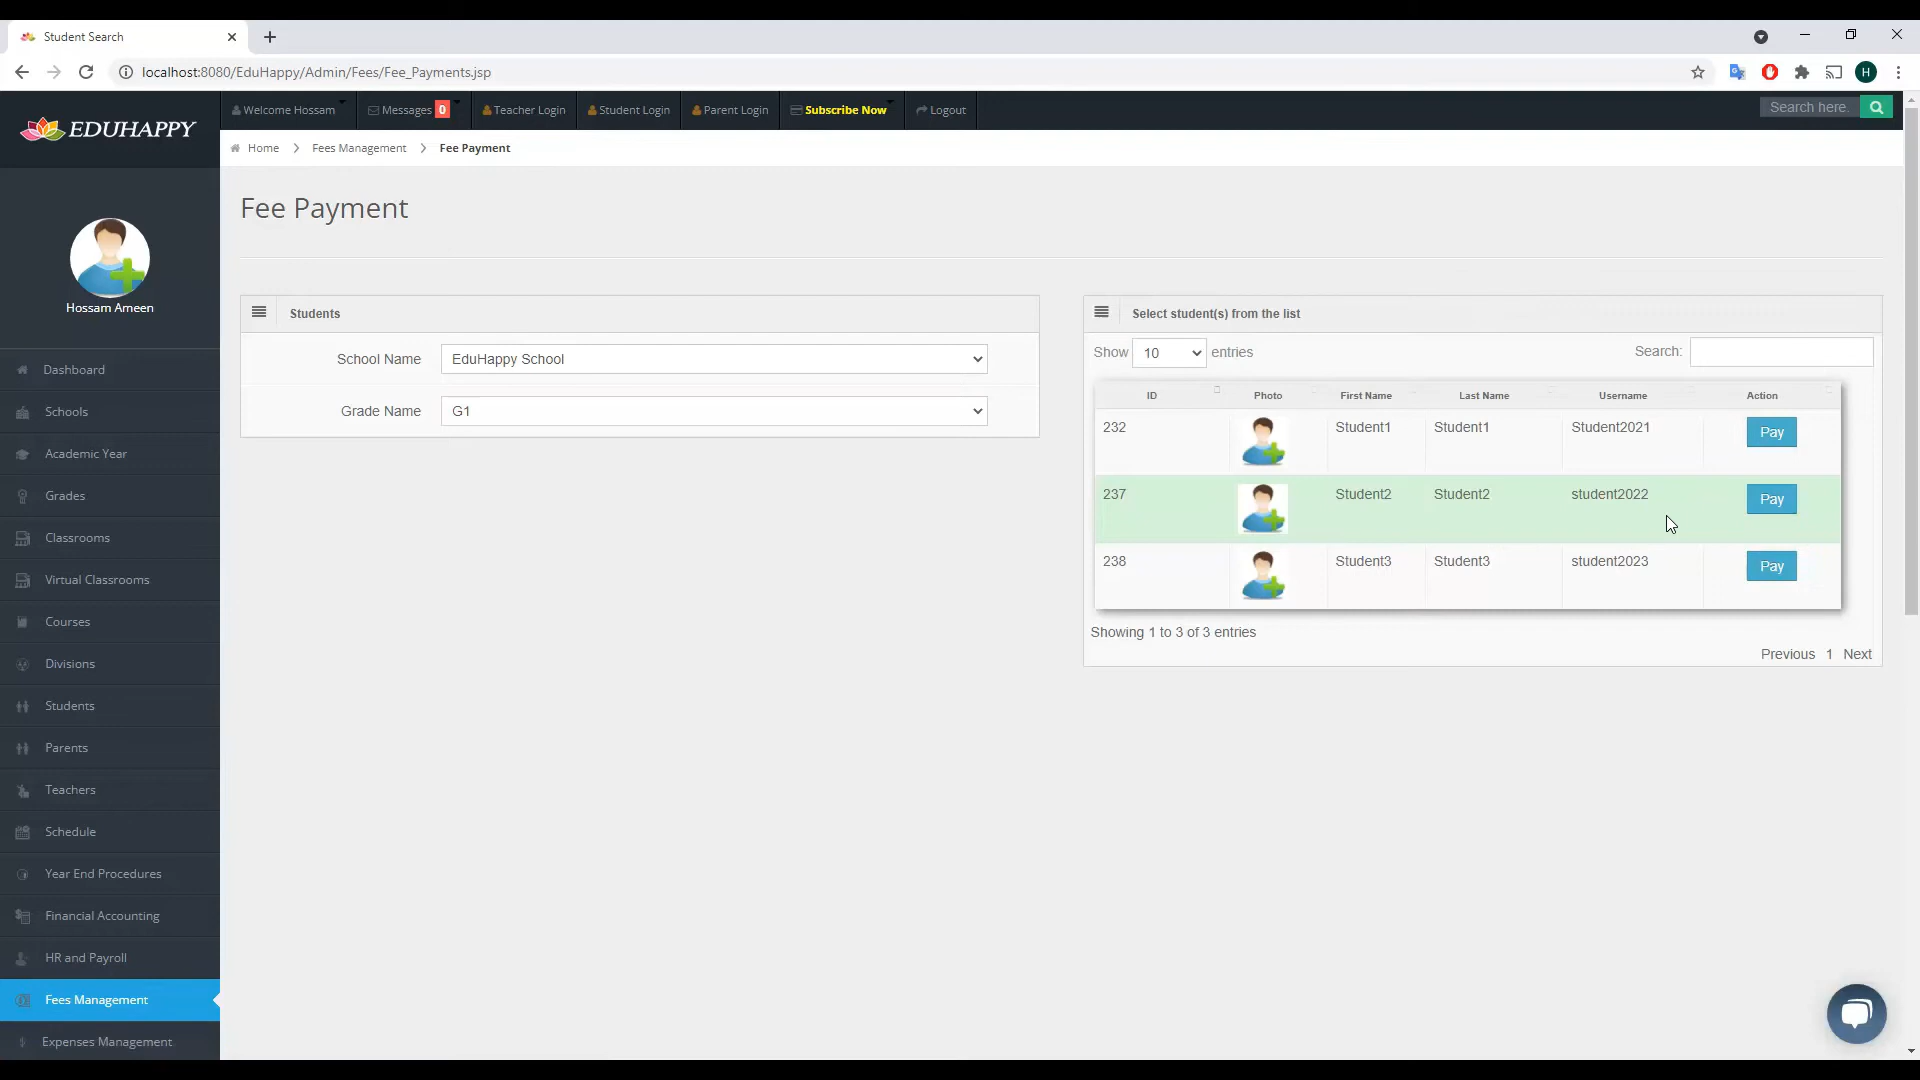 Student Search
localhost:8080/EduHappy/Admin/Fees/Fee_Payments.jsp
H
EDUHAPPY
Welcome Hossam
Messages 0
Teacher Login
Student Login
Parent Login
Subscribe Now
Logout
Search here.
Home > Fees Management > Fee Payment
Hossam Ameen
Dashboard
Schools
Academic Year
Grades
Classrooms
Virtual Classrooms
Courses
Divisions
Students
Parents
Teachers
Schedule
Year End Procedures
Financial Accounting
HR and Payroll
Fees Management
Expenses Management
Fee Payment
Students
School Name EduHappy School
Grade Name G1
Select student(s) from the list
Show 10 entries Search:
ID Photo First Name Last Name Username Action
232 Student1 Student1 Student2021 Pay
237 Student2 Student2 student2022 Pay
238 Student3 Student3 student2023 Pay
Showing 1 to 3 of 3 entries
Previous 1 Next